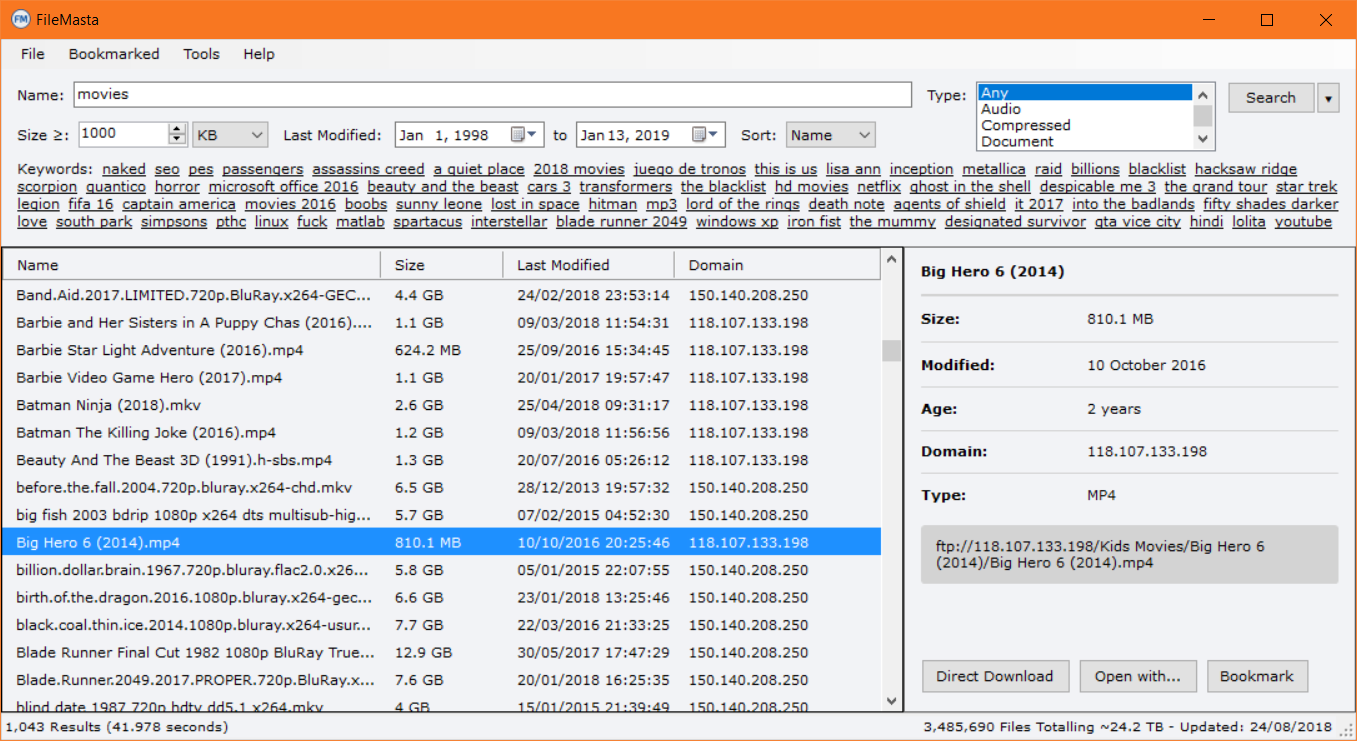 FM FileMasta
File Bookmarked Tools Help
Name: movies Type: Any Search
Audio
Compressed
Document
Size ≥: 1000 KB Last Modified: Jan 1, 1998 to Jan 13, 2019 Sort: Name
Keywords: naked seo pes passengers assassins creed a quiet place 2018 movies juego de tronos this is us lisa ann inception metallica raid billions blacklist hacksaw ridge
scorpion quantico horror microsoft office 2016 beauty and the beast cars 3 transformers the blacklist hd movies netflix ghost in the shell despicable me 3 the grand tour star trek
legion fifa 16 captain america movies 2016 boobs sunny leone lost in space hitman mp3 lord of the rings death note agents of shield it 2017 into the badlands fifty shades darker
love south park simpsons pthc linux fuck matlab spartacus interstellar blade runner 2049 windows xp iron fist the mummy designated survivor gta vice city hindi lolita youtube
Name Size Last Modified Domain
Band.Aid.2017.LIMITED.720p.BluRay.x264-GEC... 4.4 GB 24/02/2018 23:53:14 150.140.208.250
Barbie and Her Sisters in A Puppy Chas (2016).... 1.1 GB 09/03/2018 11:54:31 118.107.133.198
Barbie Star Light Adventure (2016).mp4 624.2 MB 25/09/2016 15:34:45 118.107.133.198
Barbie Video Game Hero (2017).mp4 1.1 GB 20/01/2017 19:57:47 118.107.133.198
Batman Ninja (2018).mkv 2.6 GB 25/04/2018 09:31:17 118.107.133.198
Batman The Killing Joke (2016).mp4 1.2 GB 09/03/2018 11:56:56 118.107.133.198
Beauty And The Beast 3D (1991).h-sbs.mp4 1.3 GB 20/07/2016 05:26:12 118.107.133.198
before.the.fall.2004.720p.bluray.x264-chd.mkv 6.5 GB 28/12/2013 19:57:32 150.140.208.250
big fish 2003 bdrip 1080p x264 dts multisub-hig... 5.7 GB 07/02/2015 04:52:30 150.140.208.250
Big Hero 6 (2014).mp4 810.1 MB 10/10/2016 20:25:46 118.107.133.198
billion.dollar.brain.1967.720p.bluray.flac2.0.x26... 5.8 GB 05/01/2015 22:07:55 150.140.208.250
birth.of.the.dragon.2016.1080p.bluray.x264-gec... 6.6 GB 23/01/2018 13:25:46 150.140.208.250
black.coal.thin.ice.2014.1080p.bluray.x264-usur... 7.7 GB 22/03/2016 21:33:25 150.140.208.250
Blade Runner Final Cut 1982 1080p BluRay True... 12.9 GB 30/05/2017 17:47:29 150.140.208.250
Blade.Runner.2049.2017.PROPER.720p.BluRay.x... 7.6 GB 20/01/2018 16:25:35 150.140.208.250
blind date 1987 720p hdtv dd5.1 x264.mkv 4 GB 15/01/2015 21:39:49 150.140.208.250
Big Hero 6 (2014)
Size: 810.1 MB
Modified: 10 October 2016
Age: 2 years
Domain: 118.107.133.198
Type: MP4
ftp://118.107.133.198/Kids Movies/Big Hero 6
(2014)/Big Hero 6 (2014).mp4
Direct Download Open with... Bookmark
1,043 Results (41.978 seconds) 3,485,690 Files Totalling ~24.2 TB - Updated: 24/08/2018